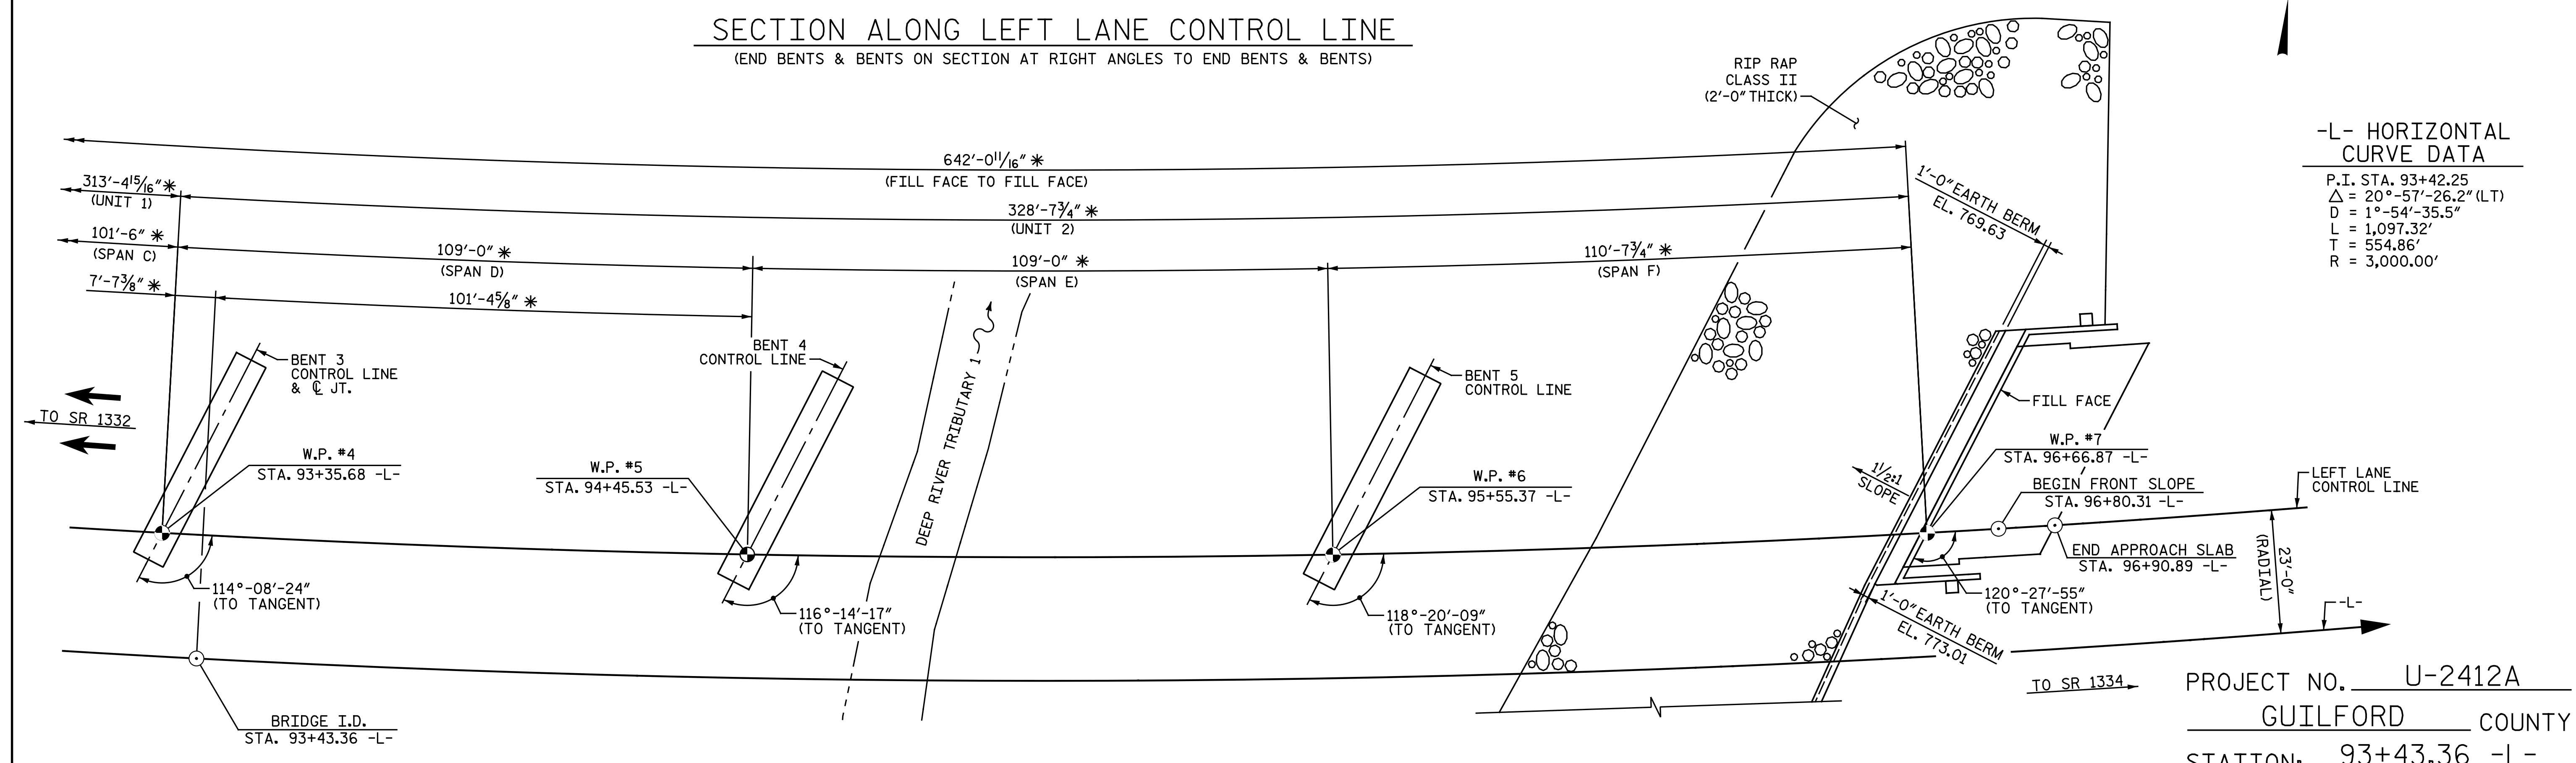 SECTION ALONG LEFT LANE CONTROL LINE
(END BENTS & BENTS ON SECTION AT RIGHT ANGLES TO END BENTS & BENTS)
RIP RAP
CLASS II
(2'-0" THICK)
-L- HORIZONTAL
CURVE DATA
P.I. STA. 93+42.25
△ = 20°-57'-26.2" (LT)
D = 1°-54'-35.5"
L = 1,097.32'
T = 554.86'
R = 3,000.00'
642'-0 11/16" *
(FILL FACE TO FILL FACE)
313'-4 15/16" *
(UNIT 1)
328'-7 3/4" *
(UNIT 2)
1'-0" EARTH BERM
EL. 769.63
101'-6" *
(SPAN C)
109'-0" *
(SPAN D)
109'-0" *
(SPAN E)
110'-7 3/4" *
(SPAN F)
7'-7 3/8" *
101'-4 5/8" *
BENT 3
CONTROL LINE
& ℄ JT.
BENT 4
CONTROL LINE
DEEP RIVER TRIBUTARY 1
BENT 5
CONTROL LINE
FILL FACE
TO SR 1332
W.P. #4
STA. 93+35.68 -L-
W.P. #5
STA. 94+45.53 -L-
W.P. #6
STA. 95+55.37 -L-
W.P. #7
STA. 96+66.87 -L-
1 1/2:1
SLOPE
BEGIN FRONT SLOPE
STA. 96+80.31 -L-
LEFT LANE
CONTROL LINE
END APPROACH SLAB
STA. 96+90.89 -L-
23'-0"
(RADIAL)
114°-08'-24"
(TO TANGENT)
116°-14'-17"
(TO TANGENT)
118°-20'-09"
(TO TANGENT)
120°-27'-55"
(TO TANGENT)
1'-0" EARTH BERM
EL. 773.01
-L-
BRIDGE I.D.
STA. 93+43.36 -L-
TO SR 1334
PROJECT NO. U-2412A
GUILFORD COUNTY
STATION: 93+43.36 -L-